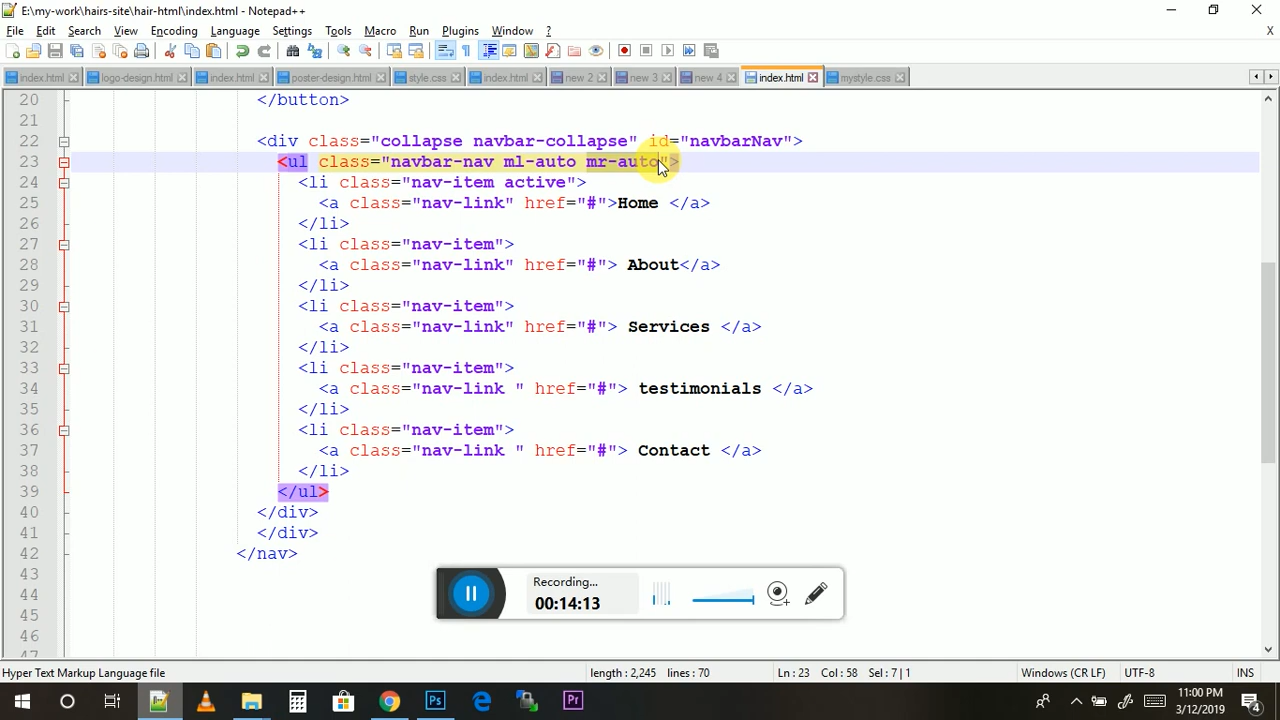 E:\my-work\hairs-site\hair-html\index.html - Notepad++
File Edit Search View Encoding Language Settings Tools Macro Run Plugins Window ? X
index.html logo-design.html index.html poster-design.html style.css index.html new 2 new 3 new 4 index.html mystyle.css
20 </button>
21
22 <div class="collapse navbar-collapse" id="navbarNav">
23 <ul class="navbar-nav ml-auto mr-auto">
24 <li class="nav-item active">
25 <a class="nav-link" href="#">Home </a>
26 </li>
27 <li class="nav-item">
28 <a class="nav-link" href="#"> About</a>
29 </li>
30 <li class="nav-item">
31 <a class="nav-link" href="#"> Services </a>
32 </li>
33 <li class="nav-item">
34 <a class="nav-link " href="#"> testimonials </a>
35 </li>
36 <li class="nav-item">
37 <a class="nav-link " href="#"> Contact </a>
38 </li>
39 </ul>
40 </div>
41 </div>
42 </nav>
43
44
45
46
47
Recording...
00:14:13
Hyper Text Markup Language file length : 2,245 lines : 70 Ln : 23 Col : 58 Sel : 7 | 1 Windows (CR LF) UTF-8 INS
Ps Pr 11:00 PM
3/12/2019 4